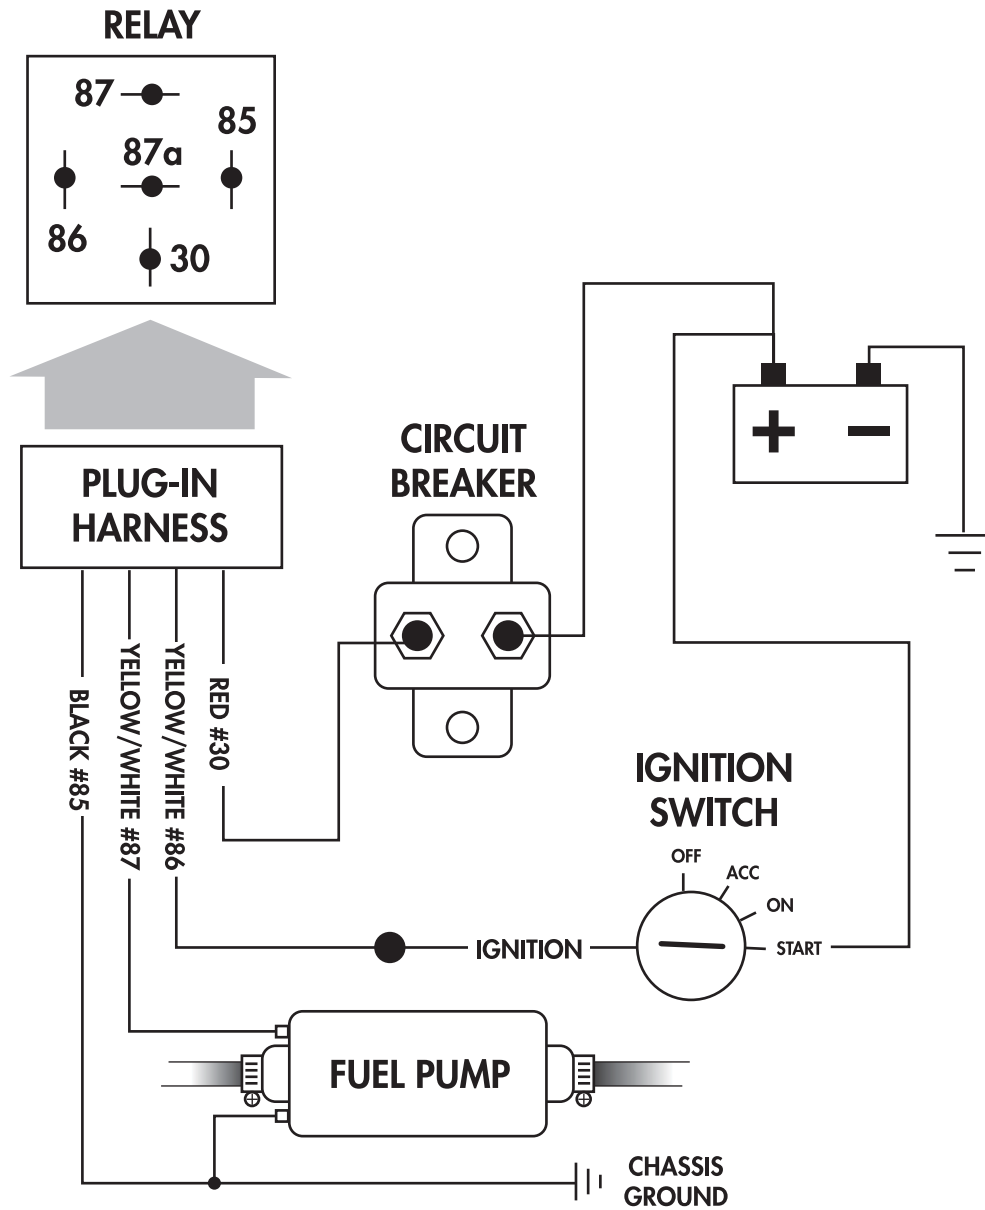 RELAY
87
85
87a
86
30
PLUG-IN
HARNESS
CIRCUIT
BREAKER
+ −
BLACK #85
YELLOW/WHITE #87
YELLOW/WHITE #86
RED #30
IGNITION
SWITCH
OFF
ACC
ON
START
IGNITION
FUEL PUMP
CHASSIS
GROUND